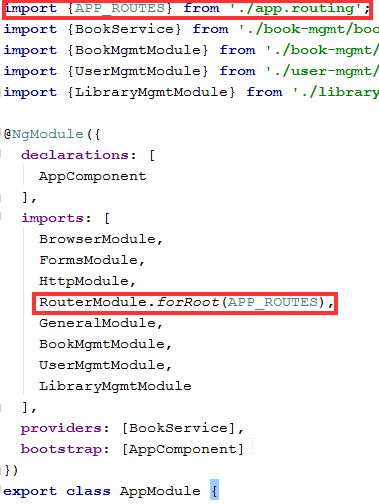 import {APP_ROUTES} from './app.routing';
import {BookService} from './book-mgmt/boo
import {BookMgmtModule} from './book-mgmt/
import {UserMgmtModule} from './user-mgmt/
import {LibraryMgmtModule} from './library
@NgModule({
declarations: [
AppComponent
],
imports: [
BrowserModule,
FormsModule,
HttpModule,
RouterModule.forRoot(APP_ROUTES),
GeneralModule,
BookMgmtModule,
UserMgmtModule,
LibraryMgmtModule
],
providers: [BookService],
bootstrap: [AppComponent]
})
export class AppModule {